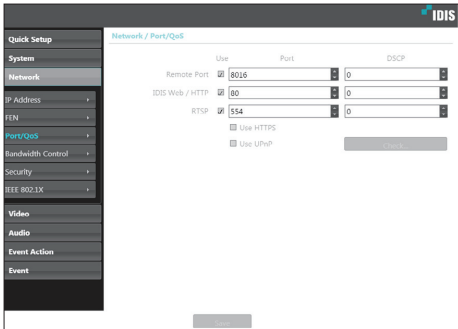 IDIS
Quick Setup
System
Network
IP Address
FEN
Port/QoS
Bandwidth Control
Security
IEEE 802.1X
Video
Audio
Event Action
Event
Network / Port/QoS
Use Port DSCP
Remote Port 8016 0
IDIS Web / HTTP 80 0
RTSP 554 0
Use HTTPS
Use UPnP Check...
Save